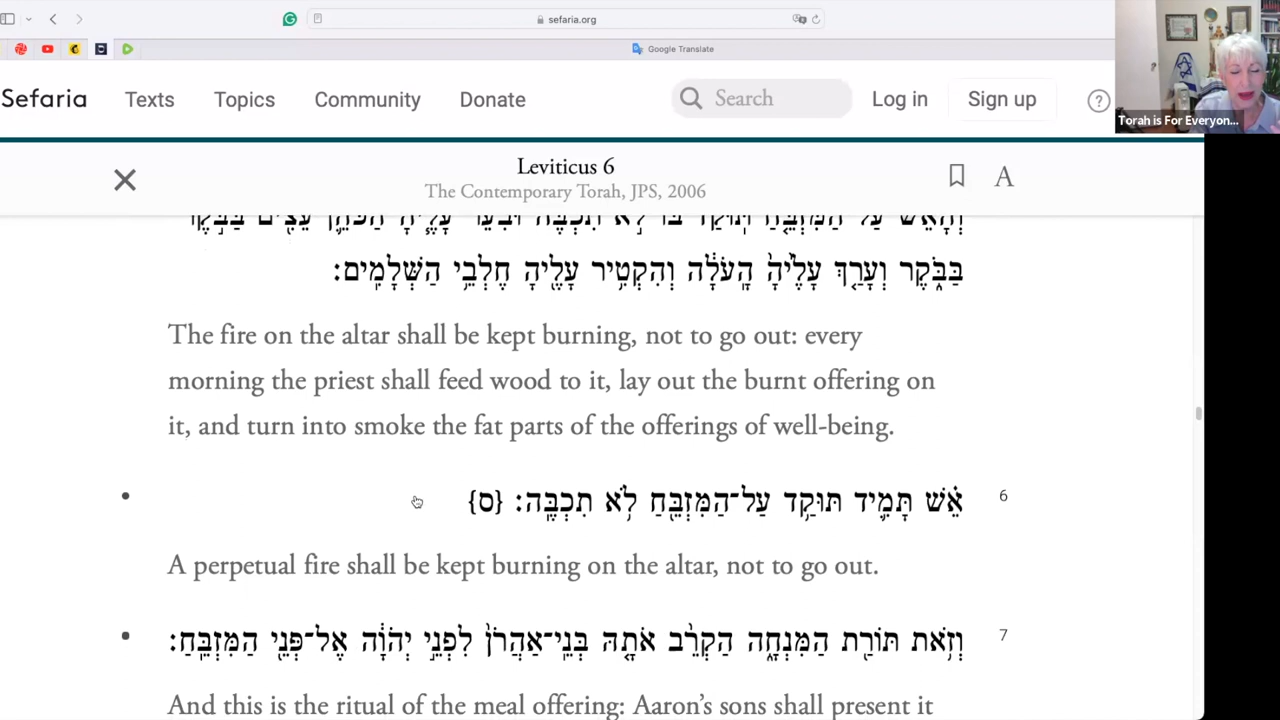 sefaria.org
Google Translate
Sefaria
Texts
Topics
Community
Donate
Search
Log in
Sign up
?
Torah is For Everyon...
Leviticus 6
The Contemporary Torah, JPS, 2006
A
בַּבֹּ֑קֶר וְעָרַ֤ךְ עָלֶ֙יהָ֙ הָֽעֹלָ֔ה וְהִקְטִ֥יר עָלֶ֖יהָ חֶלְבֵ֥י הַשְּׁלָמִֽים׃
The fire on the altar shall be kept burning, not to go out: every
morning the priest shall feed wood to it, lay out the burnt offering on
it, and turn into smoke the fat parts of the offerings of well-being.
6
אֵ֗שׁ תָּמִ֛יד תּוּקַ֥ד עַל־הַמִּזְבֵּ֖חַ לֹ֥א תִכְבֶּֽה׃ {ס}
A perpetual fire shall be kept burning on the altar, not to go out.
7
וְזֹ֥את תּוֹרַ֖ת הַמִּנְחָ֑ה הַקְרֵ֨ב אֹתָ֤הּ בְּנֵֽי־אַהֲרֹן֙ לִפְנֵ֣י יְהֹוָ֔ה אֶל־פְּנֵ֖י הַמִּזְבֵּֽחַ׃
And this is the ritual of the meal offering: Aaron's sons shall present it